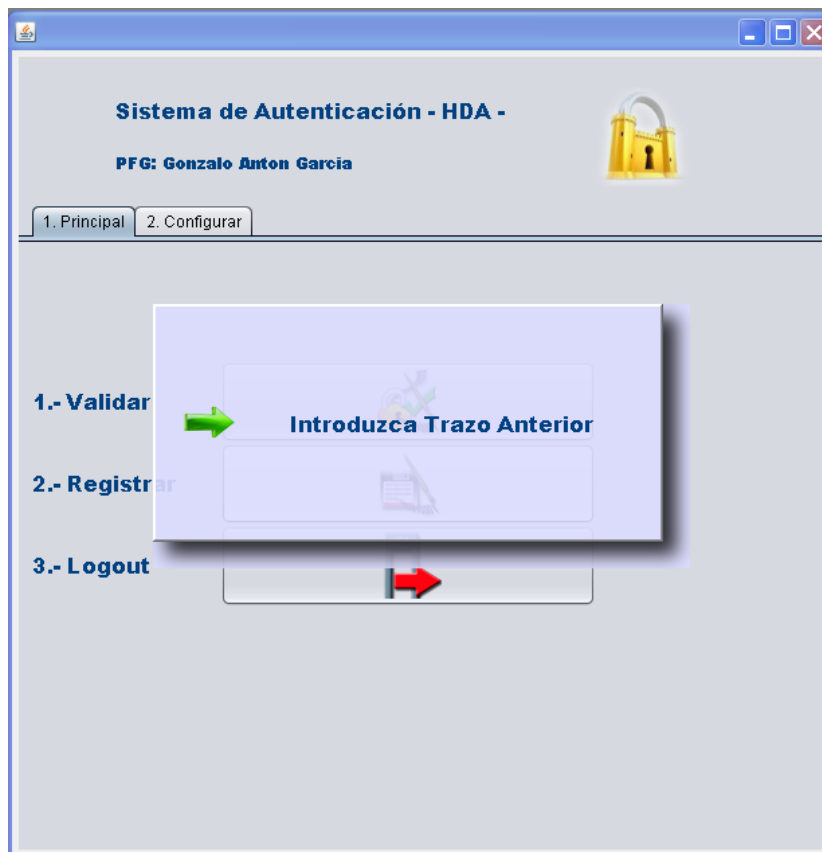 Sistema de Autenticación - HDA -
PFG: Gonzalo Anton Garcia
1. Principal 2. Configurar
1.- Validar
Introduzca Trazo Anterior
2.- Registrar
3.- Logout